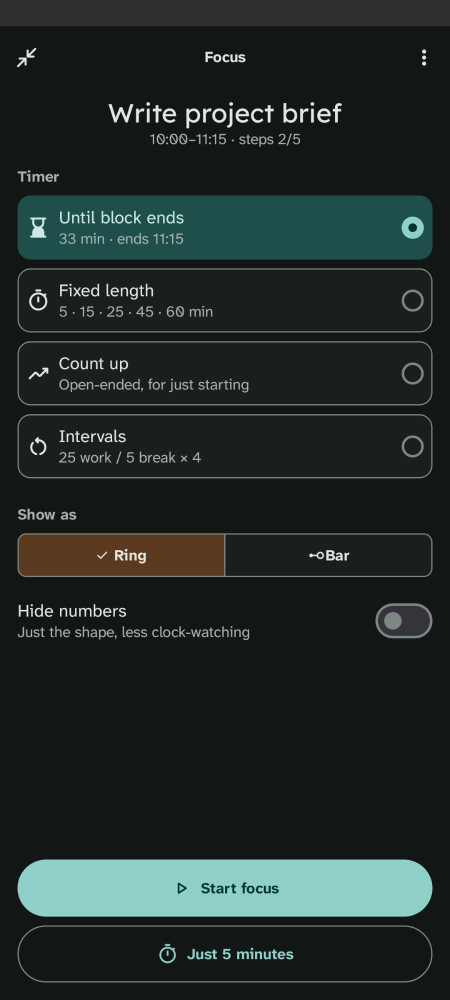 Focus
Write project brief
10:00–11:15 · steps 2/5
Timer
Until block ends
33 min · ends 11:15
Fixed length
5 · 15 · 25 · 45 · 60 min
Count up
Open-ended, for just starting
Intervals
25 work / 5 break × 4
Show as
Ring
Bar
Hide numbers
Just the shape, less clock-watching
Start focus
Just 5 minutes